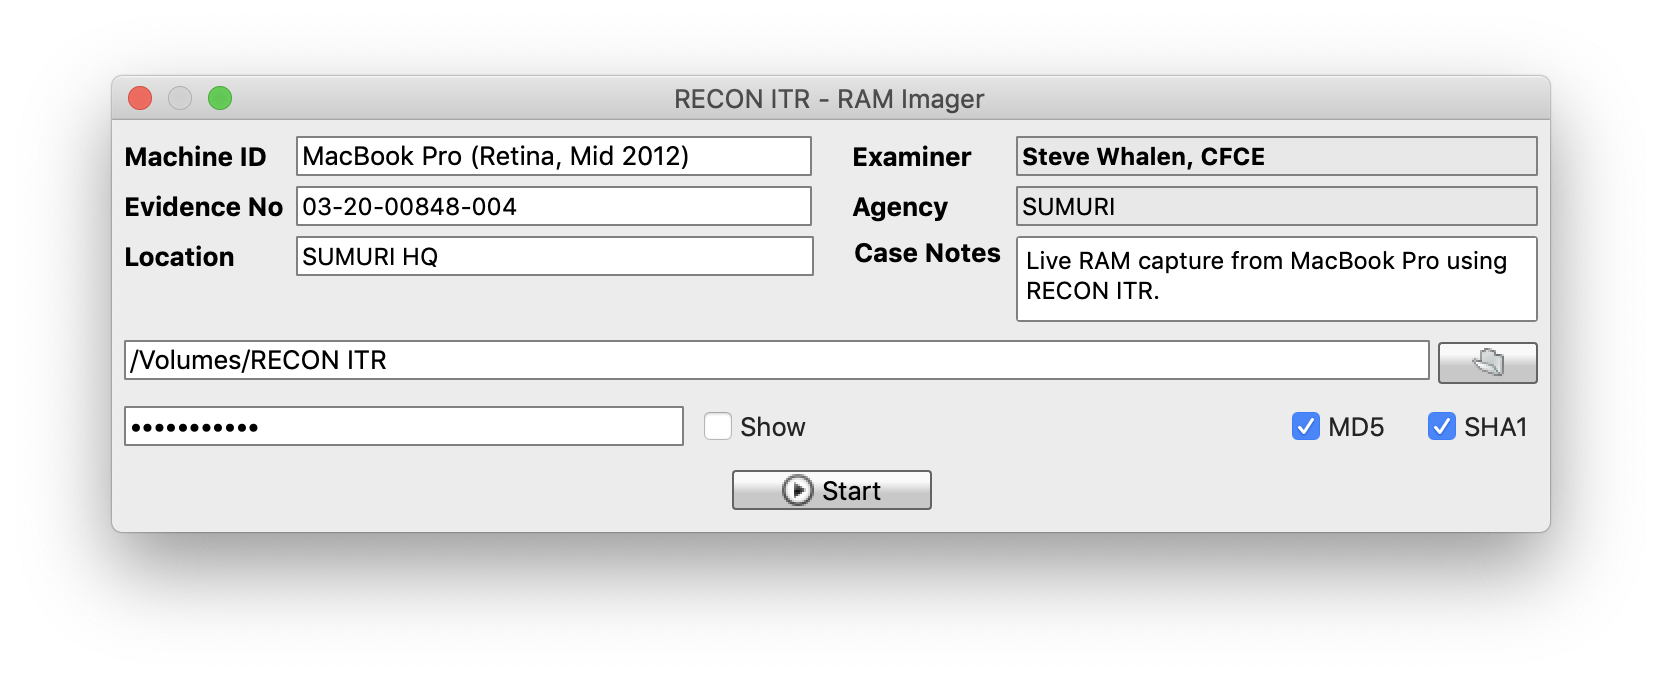 RECON ITR - RAM Imager
Machine ID MacBook Pro (Retina, Mid 2012)
Examiner Steve Whalen, CFCE
Evidence No 03-20-00848-004
Agency SUMURI
Location SUMURI HQ
Case Notes Live RAM capture from MacBook Pro using
RECON ITR.
/Volumes/RECON ITR
•••••••••••
Show
MD5
SHA1
Start